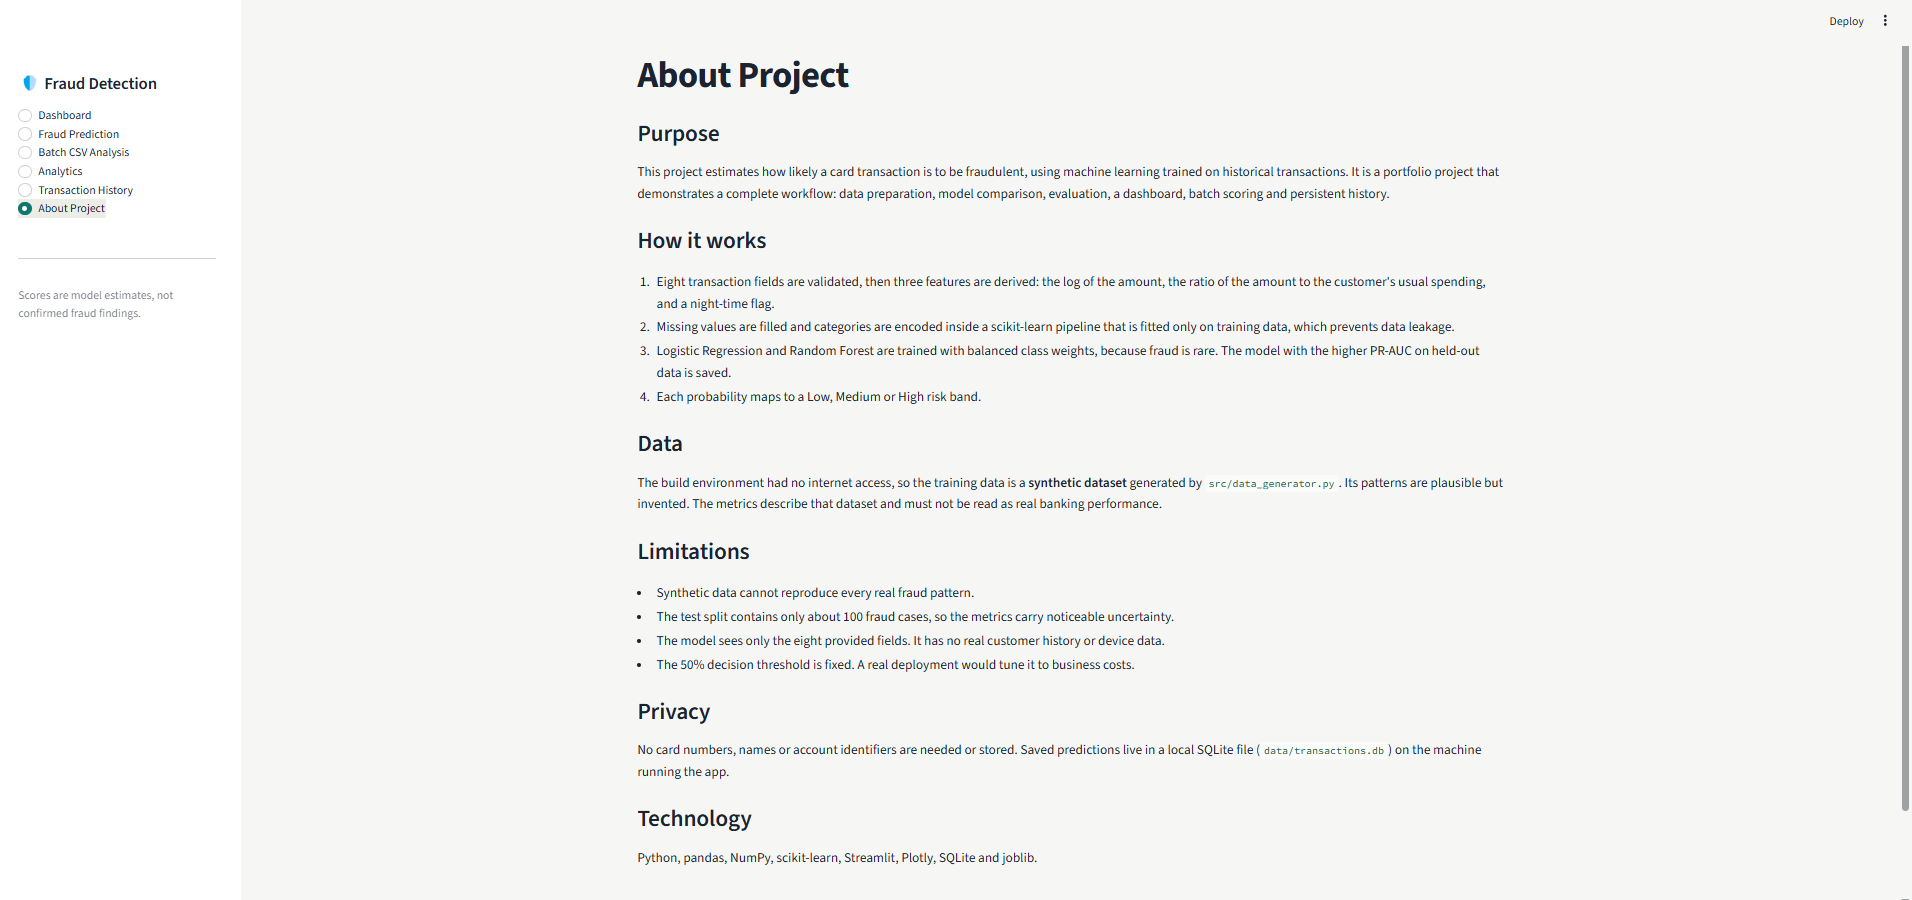 Deploy
Fraud Detection
Dashboard
Fraud Prediction
Batch CSV Analysis
Analytics
Transaction History
About Project
Scores are model estimates, not
confirmed fraud findings.
About Project
Purpose
This project estimates how likely a card transaction is to be fraudulent, using machine learning trained on historical transactions. It is a portfolio project that
demonstrates a complete workflow: data preparation, model comparison, evaluation, a dashboard, batch scoring and persistent history.
How it works
1. Eight transaction fields are validated, then three features are derived: the log of the amount, the ratio of the amount to the customer's usual spending,
and a night-time flag.
2. Missing values are filled and categories are encoded inside a scikit-learn pipeline that is fitted only on training data, which prevents data leakage.
3. Logistic Regression and Random Forest are trained with balanced class weights, because fraud is rare. The model with the higher PR-AUC on held-out
data is saved.
4. Each probability maps to a Low, Medium or High risk band.
Data
The build environment had no internet access, so the training data is a synthetic dataset generated by src/data_generator.py . Its patterns are plausible but
invented. The metrics describe that dataset and must not be read as real banking performance.
Limitations
• Synthetic data cannot reproduce every real fraud pattern.
• The test split contains only about 100 fraud cases, so the metrics carry noticeable uncertainty.
• The model sees only the eight provided fields. It has no real customer history or device data.
• The 50% decision threshold is fixed. A real deployment would tune it to business costs.
Privacy
No card numbers, names or account identifiers are needed or stored. Saved predictions live in a local SQLite file ( data/transactions.db ) on the machine
running the app.
Technology
Python, pandas, NumPy, scikit-learn, Streamlit, Plotly, SQLite and joblib.